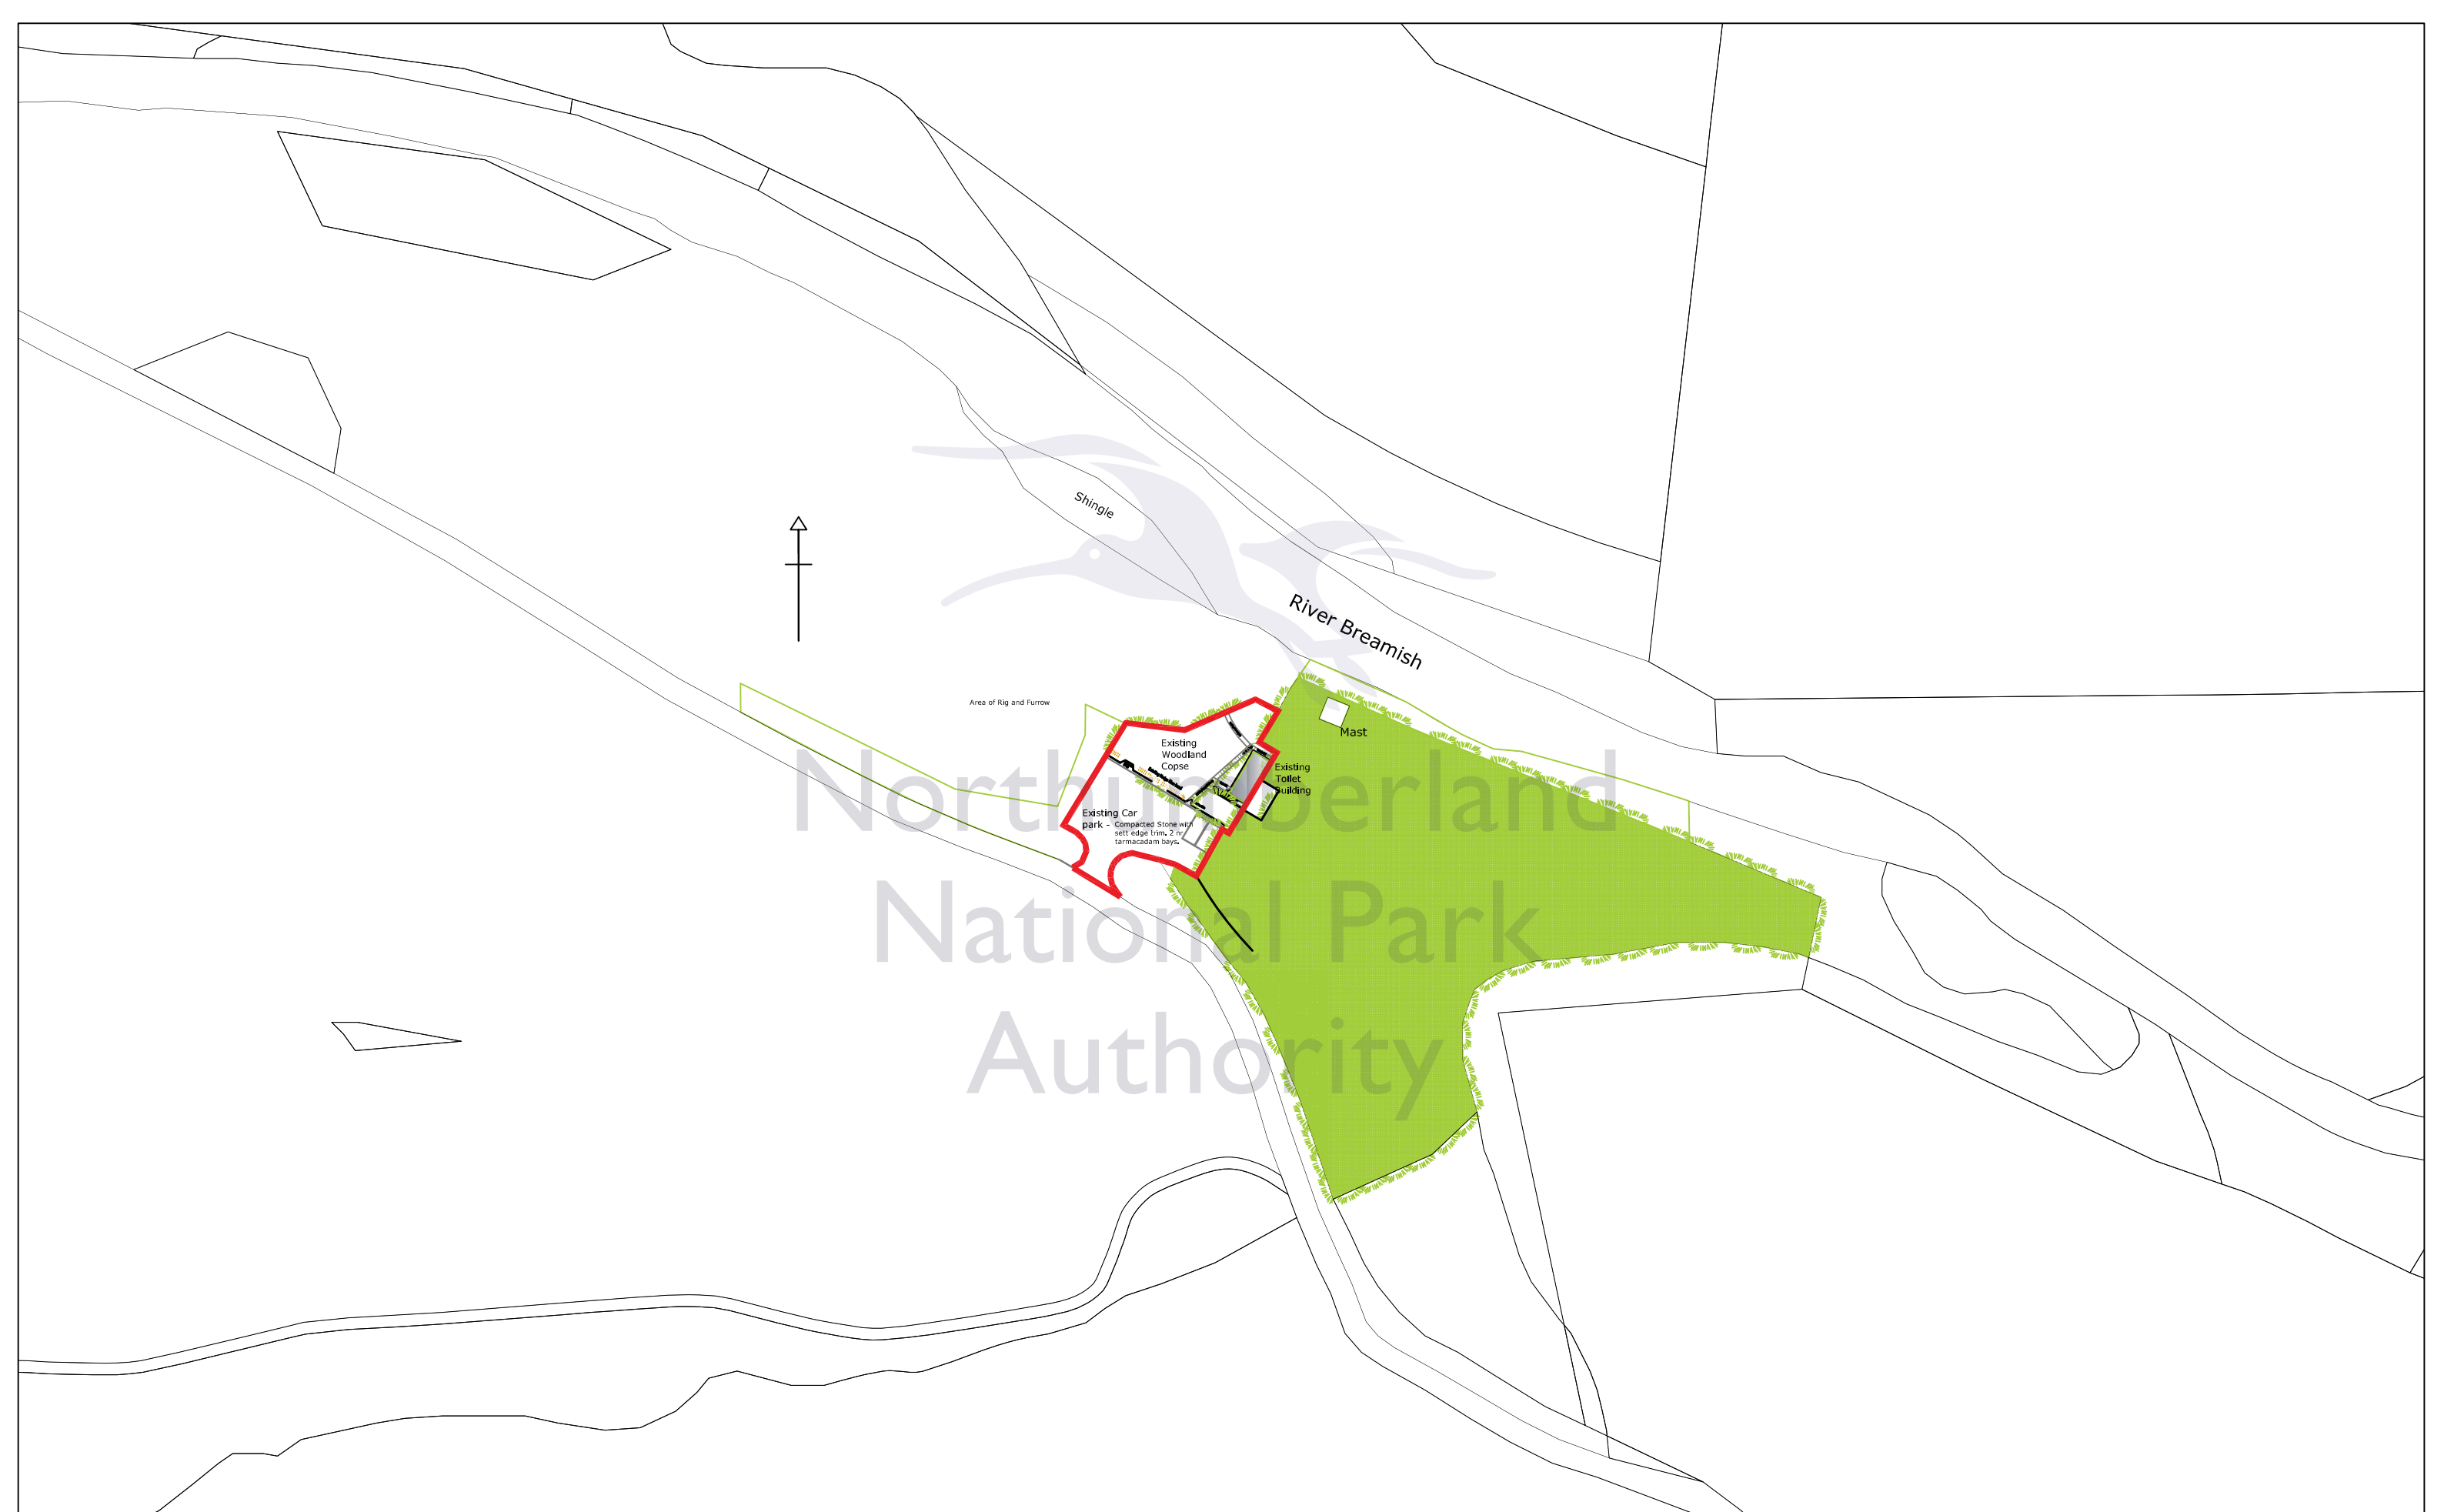 Shingle
River Breamish
Area of Rig and Furrow
Mast
Existing
Woodland
Copse
Existing
Toilet
Building
Existing Car
park - Compacted Stone with
sett edge trim. 2 nr
tarmacadam bays.
Northumberland
National Park
Authority